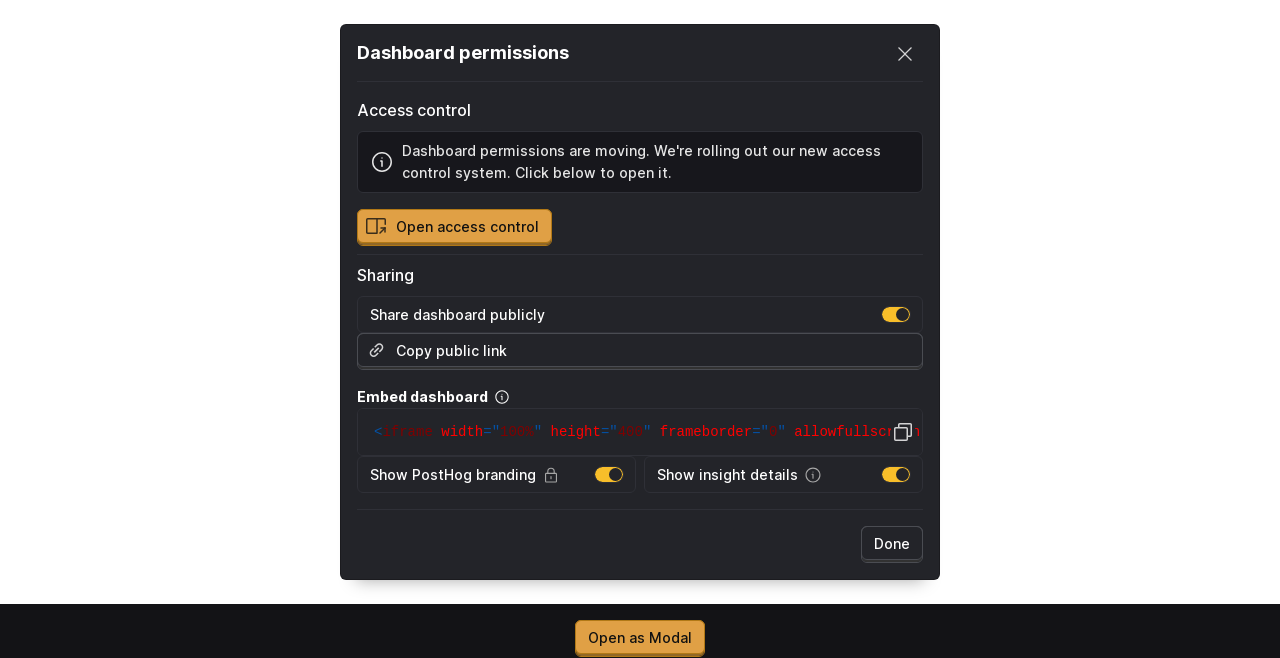 Dashboard permissions
Access control
Dashboard permissions are moving. We're rolling out our new access
control system. Click below to open it.
Open access control
Sharing
Share dashboard publicly
Copy public link
Embed dashboard
<iframe width="100%" height="400" frameborder="0" allowfullscr
Show PostHog branding
Show insight details
Done
Open as Modal